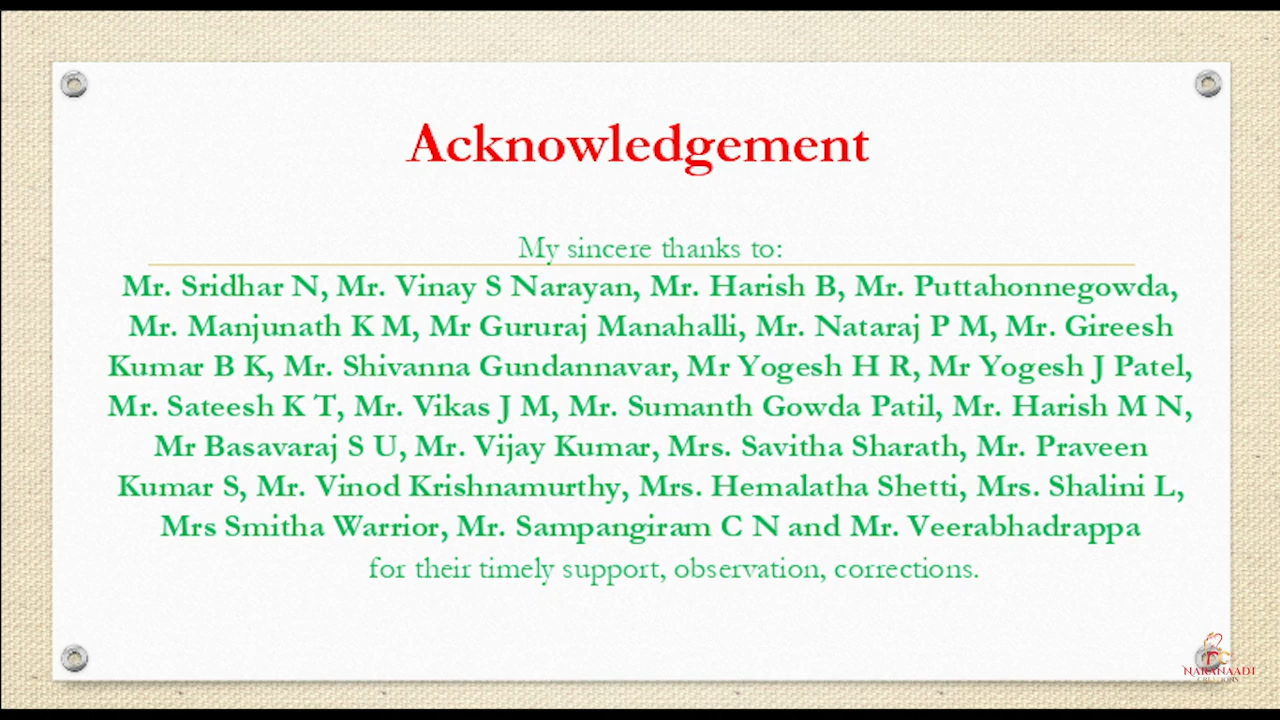 Acknowledgement
My sincere thanks to:
Mr. Sridhar N, Mr. Vinay S Narayan, Mr. Harish B, Mr. Puttahonnegowda,
Mr. Manjunath K M, Mr Gururaj Manahalli, Mr. Nataraj P M, Mr. Gireesh
Kumar B K, Mr. Shivanna Gundannavar, Mr Yogesh H R, Mr Yogesh J Patel,
Mr. Sateesh K T, Mr. Vikas J M, Mr. Sumanth Gowda Patil, Mr. Harish M N,
Mr Basavaraj S U, Mr. Vijay Kumar, Mrs. Savitha Sharath, Mr. Praveen
Kumar S, Mr. Vinod Krishnamurthy, Mrs. Hemalatha Shetti, Mrs. Shalini L,
Mrs Smitha Warrior, Mr. Sampangiram C N and Mr. Veerabhadrappa
for their timely support, observation, corrections.
NARANAADI
CREATIONS